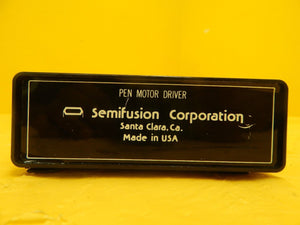 PEN MOTOR DRIVER
Semifusion Corporation
Santa Clara, Ca.
Made in USA